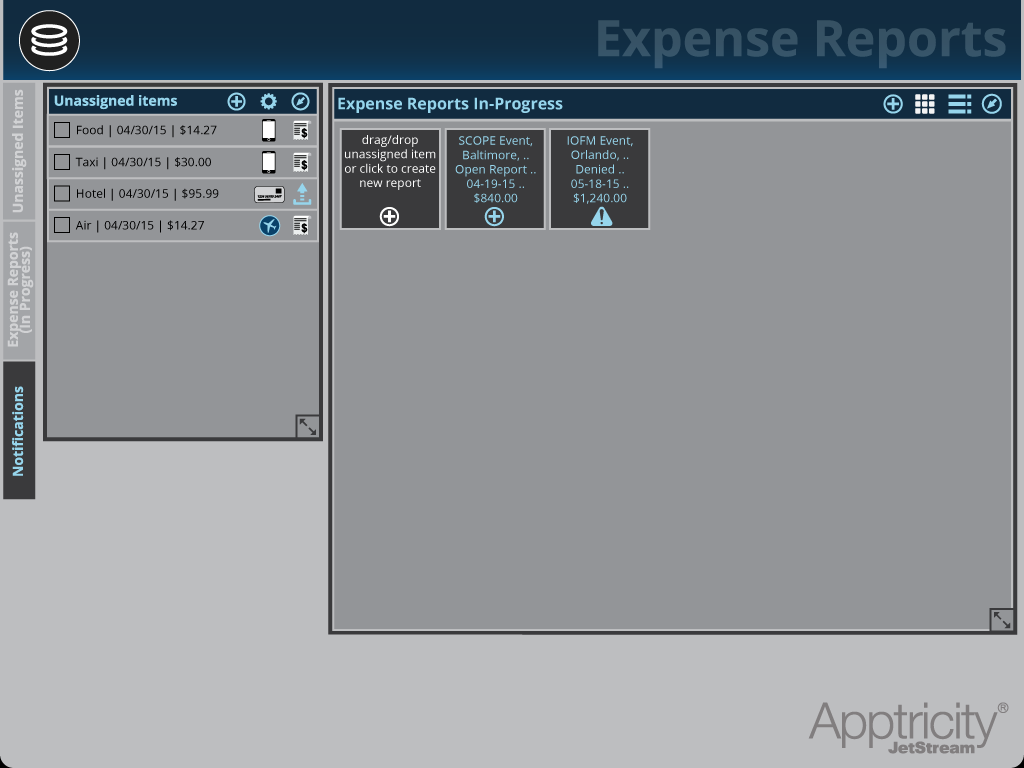 Expense Reports
Unassigned Items
Expense Reports
(In Progress)
Notifications
Unassigned items
Food | 04/30/15 | $14.27
Taxi | 04/30/15 | $30.00
Hotel | 04/30/15 | $95.99
Air | 04/30/15 | $14.27
Expense Reports In-Progress
drag/drop
unassigned item
or click to create
new report
SCOPE Event,
Baltimore, ..
Open Report ..
04-19-15 ..
$840.00
IOFM Event,
Orlando, ..
Denied ..
05-18-15 ..
$1,240.00
Apptricity®
JetStream